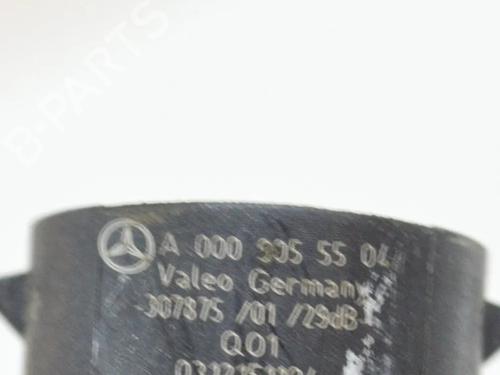 B-PARTS
A 000 905 55 04
Valeo Germany
307875 /01 /29dB
Q01